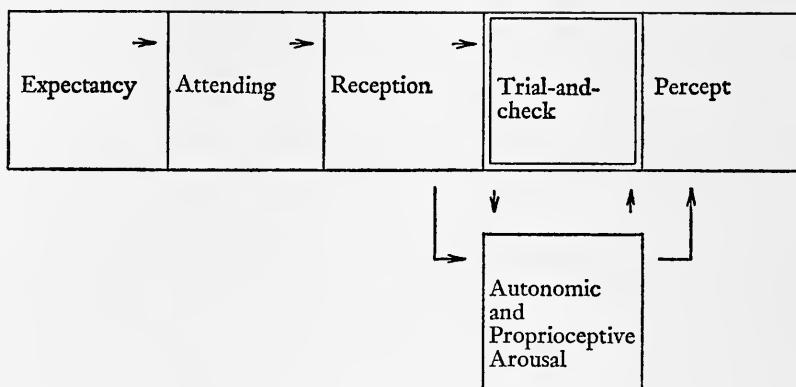 Expectancy
Attending
Reception
Trial-and-
check
Percept
Autonomic
and
Proprioceptive
Arousal